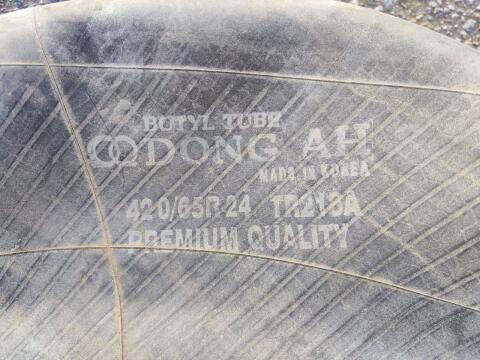 BUTYL TUBE
DONG AH
MADE IN KOREA
420/65R24 TR218A
PREMIUM QUALITY